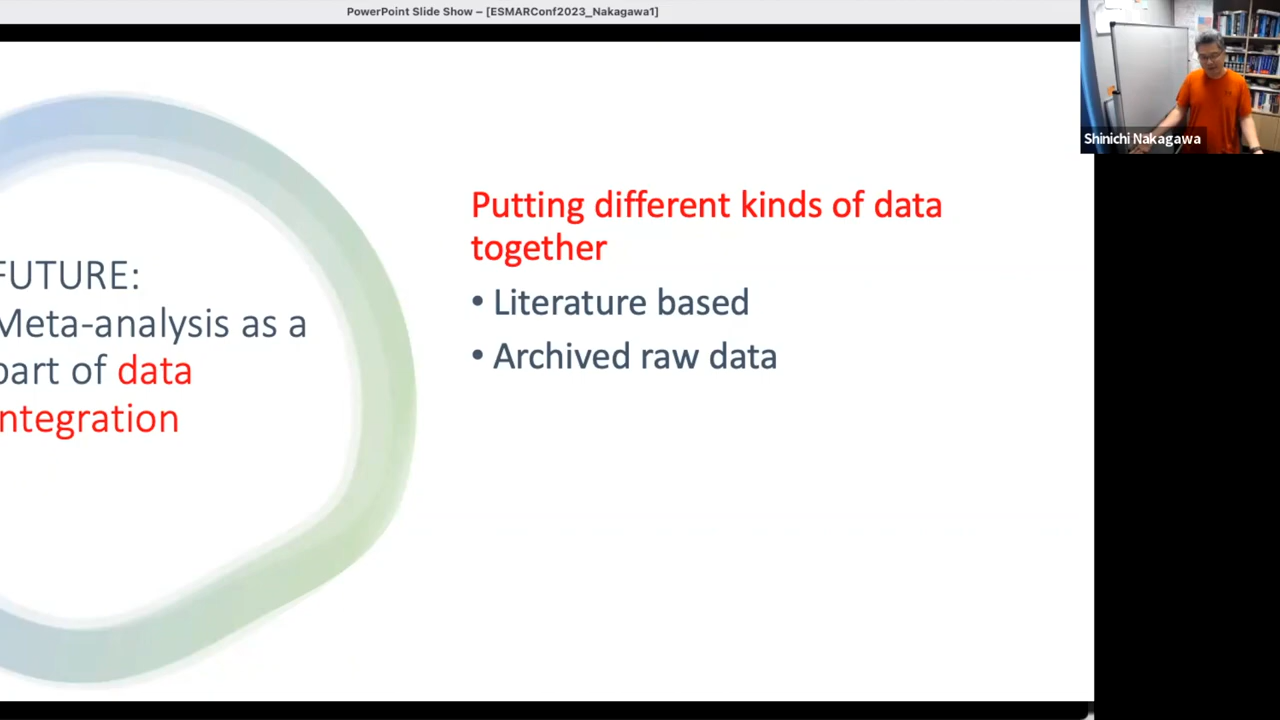 PowerPoint Slide Show – [ESMARConf2023_Nakagawa1]
Shinichi Nakagawa
FUTURE:
Meta-analysis as a
part of data
integration
Putting different kinds of data
together
• Literature based
• Archived raw data